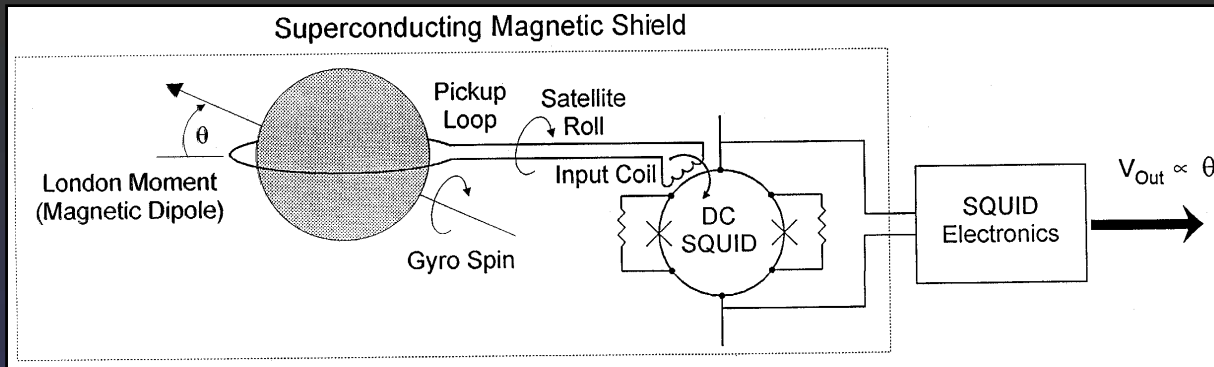 Superconducting Magnetic Shield
Pickup
Loop
Satellite
Roll
θ
London Moment
(Magnetic Dipole)
Input Coil
Gyro Spin
DC
SQUID
SQUID
Electronics
V_Out ∝ θ